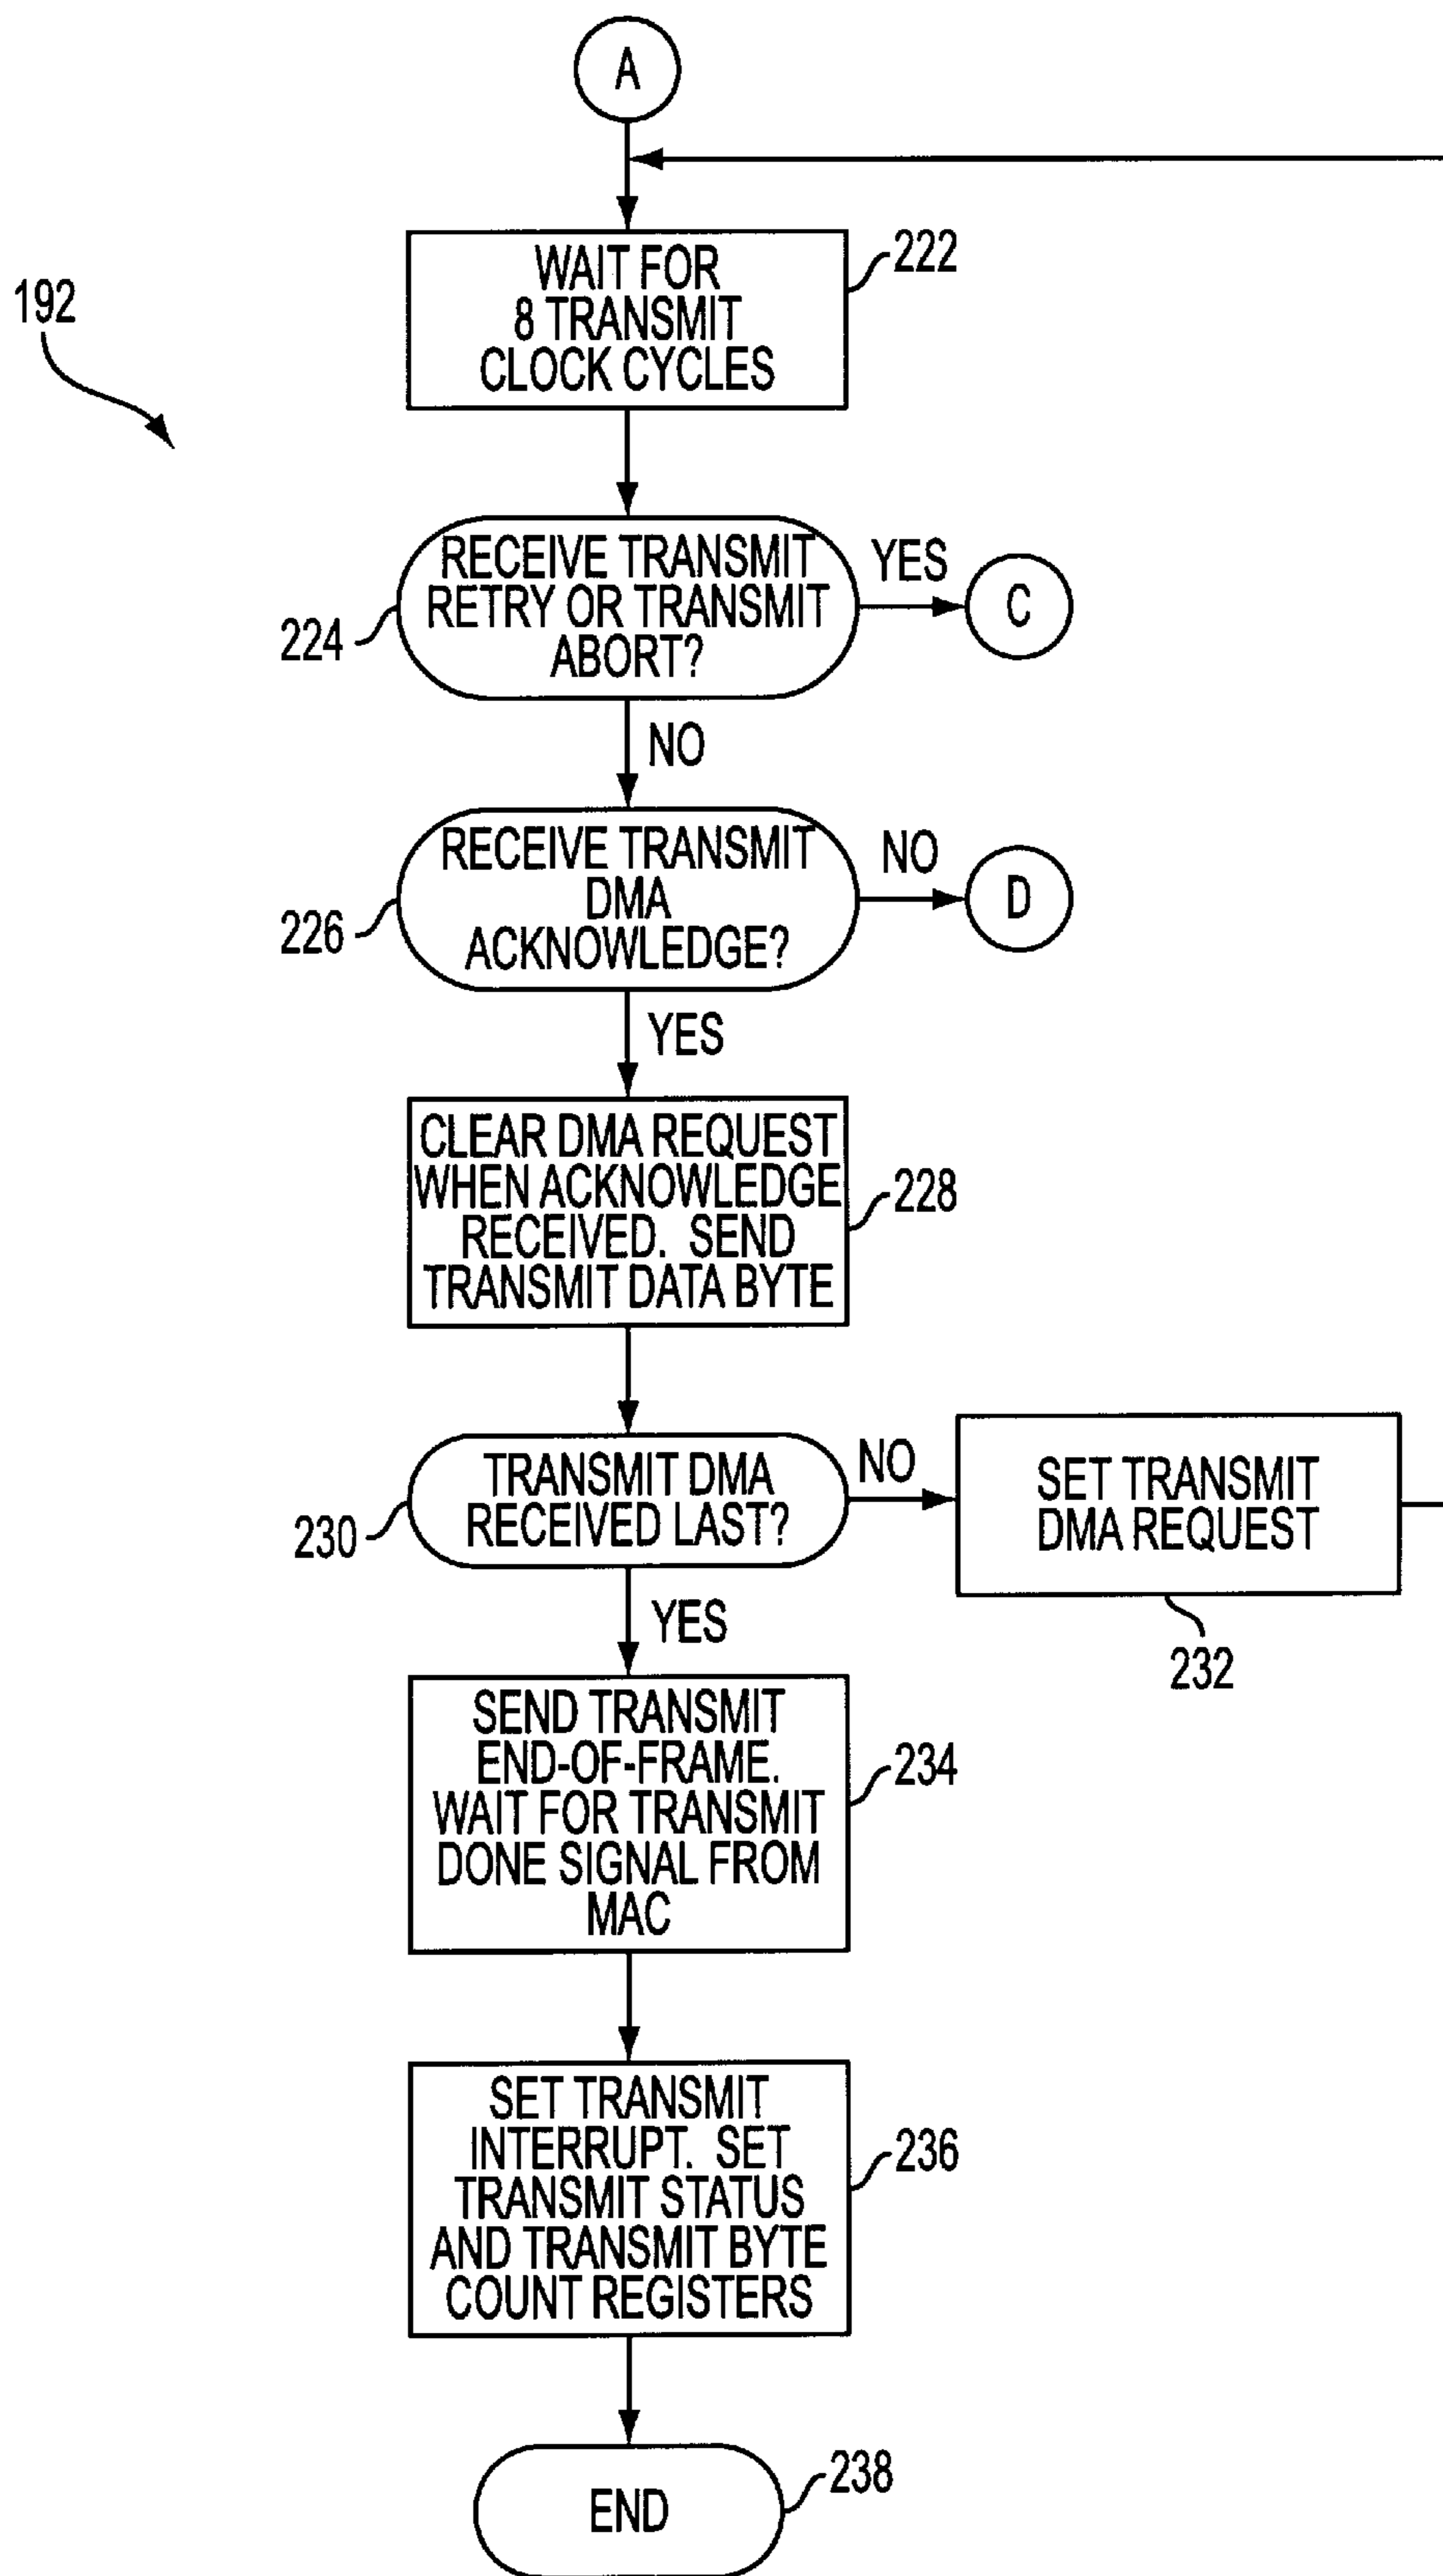 A
192
WAIT FOR
8 TRANSMIT
CLOCK CYCLES
222
RECEIVE TRANSMIT
RETRY OR TRANSMIT
ABORT?
224
YES
C
NO
RECEIVE TRANSMIT
DMA
ACKNOWLEDGE?
226
NO
D
YES
CLEAR DMA REQUEST
WHEN ACKNOWLEDGE
RECEIVED. SEND
TRANSMIT DATA BYTE
228
TRANSMIT DMA
RECEIVED LAST?
230
NO
SET TRANSMIT
DMA REQUEST
232
YES
SEND TRANSMIT
END-OF-FRAME.
WAIT FOR TRANSMIT
DONE SIGNAL FROM
MAC
234
SET TRANSMIT
INTERRUPT. SET
TRANSMIT STATUS
AND TRANSMIT BYTE
COUNT REGISTERS
236
END
238